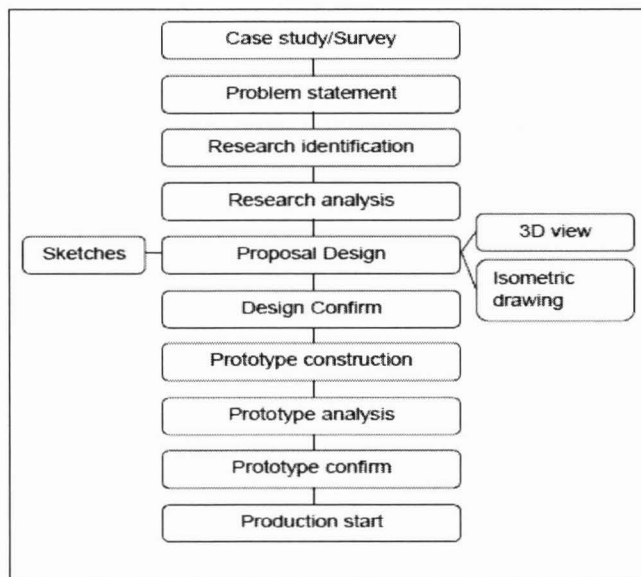 Case study/Survey
Problem statement
Research identification
Research analysis
3D view
Sketches
Proposal Design
Isometric
drawing
Design Confirm
Prototype construction
Prototype analysis
Prototype confirm
Production start